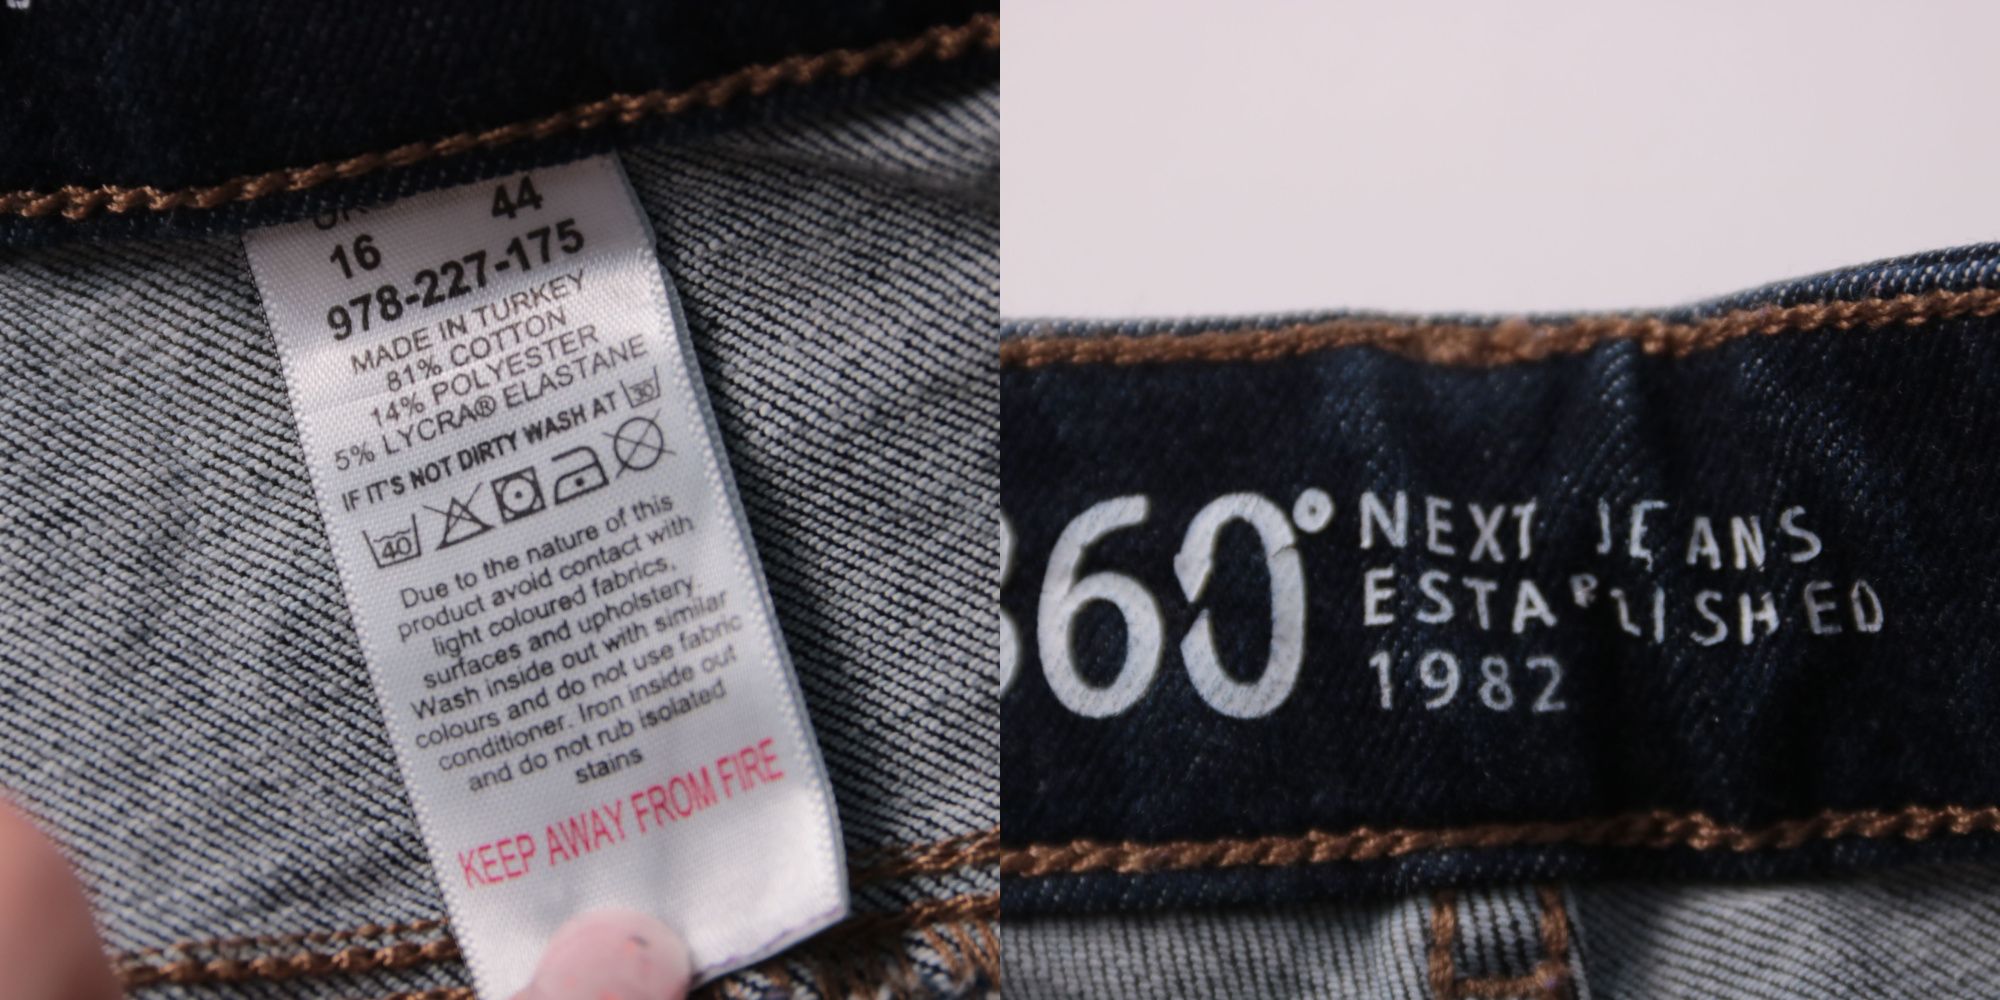 16 44
978-227-175
MADE IN TURKEY
81% COTTON
14% POLYESTER
5% LYCRA® ELASTANE
IF IT'S NOT DIRTY WASH AT 30
40
Due to the nature of this
product avoid contact with
light coloured fabrics,
surfaces and upholstery.
Wash inside out with similar
colours and do not use fabric
conditioner. Iron inside out
and do not rub isolated
stains
KEEP AWAY FROM FIRE
60°
NEXT JEANS
ESTABLISHED
1982